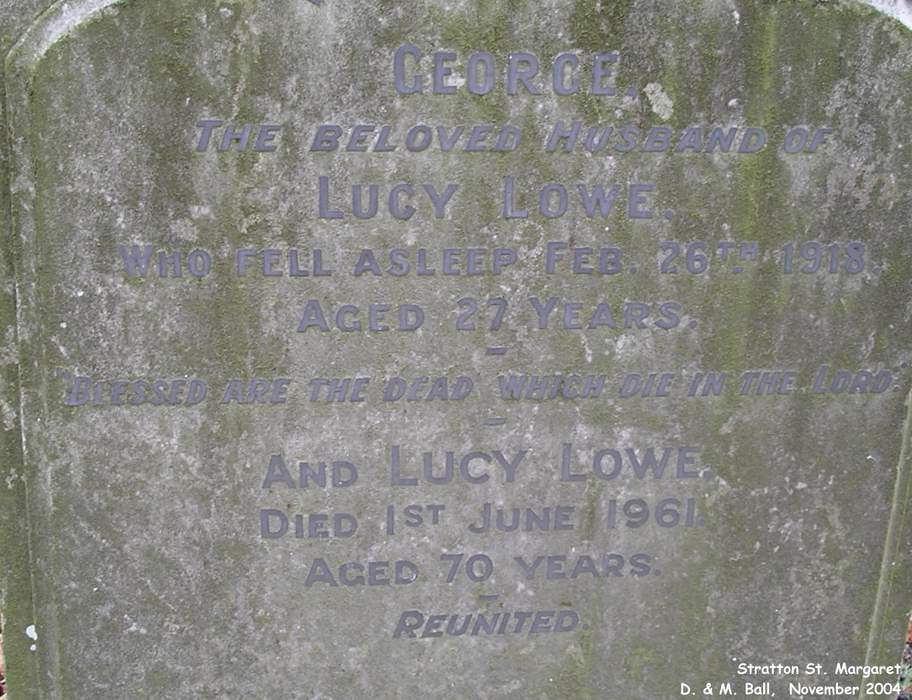 George.
The beloved Husband of
Lucy Lowe.
Who fell asleep Feb. 26th. 1918.
Aged 27 Years.
"Blessed are the dead which die in the Lord."
And Lucy Lowe.
Died 1st June 1961.
Aged 70 years.
Reunited.
Stratton St. Margaret
D. & M. Ball, November 2004